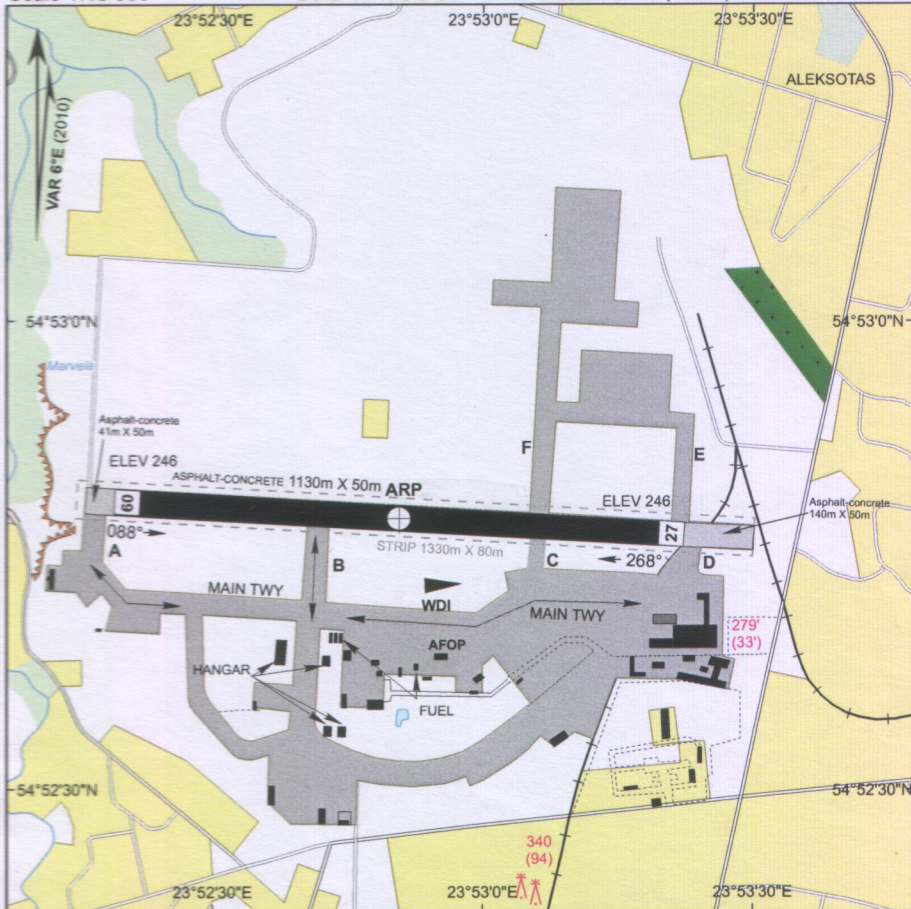 23°52'30"E
23°53'0"E
23°53'30"E
ALEKSOTAS
VAR 6°E (2010)
54°53'0"N
54°53'0"N
Marvelė
Asphalt-concrete
41m X 50m
ELEV 246
ASPHALT-CONCRETE 1130m X 50m
ARP
F
E
ELEV 246
Asphalt-concrete
140m X 50m
09
27
088°
STRIP 1330m X 80m
268°
A
B
C
D
MAIN TWY
WDI
MAIN TWY
AFOP
279'
(33')
HANGAR
FUEL
54°52'30"N
54°52'30"N
340
(94)
23°52'30"E
23°53'0"E
23°53'30"E